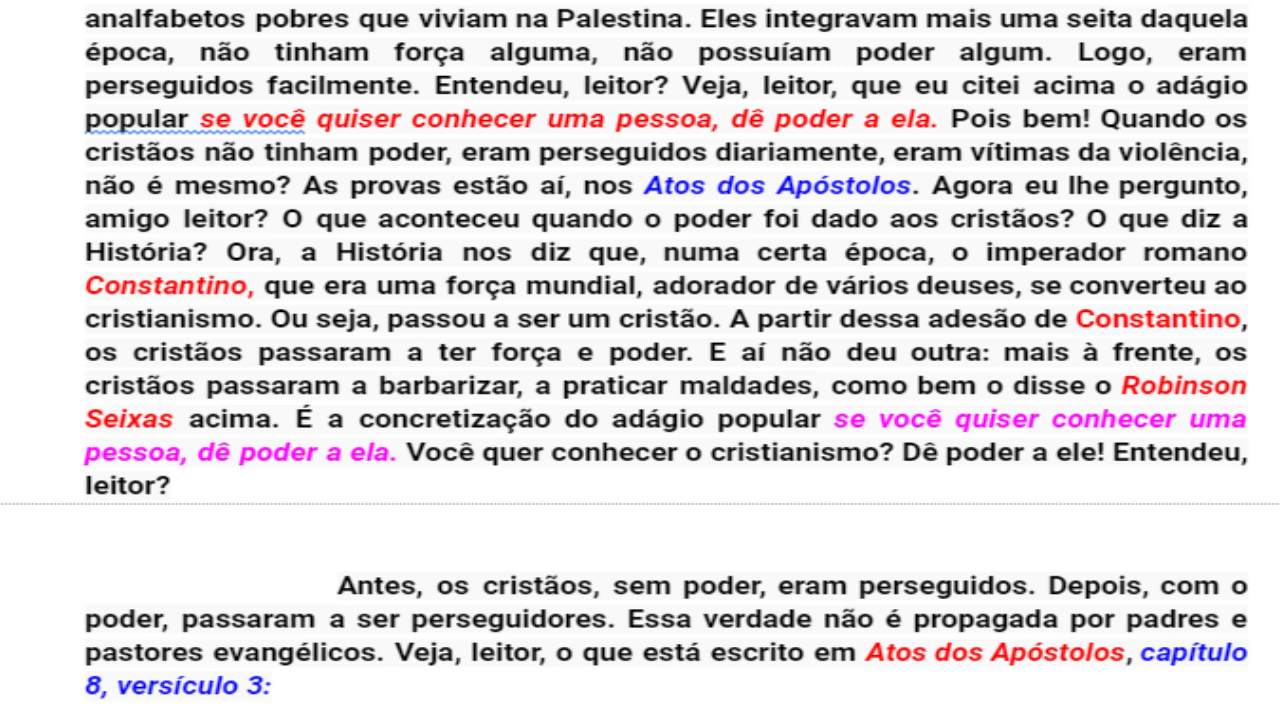 analfabetos pobres que viviam na Palestina. Eles integravam mais uma seita daquela
época, não tinham força alguma, não possuíam poder algum. Logo, eram
perseguidos facilmente. Entendeu, leitor? Veja, leitor, que eu citei acima o adágio
popular se você quiser conhecer uma pessoa, dê poder a ela. Pois bem! Quando os
cristãos não tinham poder, eram perseguidos diariamente, eram vítimas da violência,
não é mesmo? As provas estão aí, nos Atos dos Apóstolos. Agora eu lhe pergunto,
amigo leitor? O que aconteceu quando o poder foi dado aos cristãos? O que diz a
História? Ora, a História nos diz que, numa certa época, o imperador romano
Constantino, que era uma força mundial, adorador de vários deuses, se converteu ao
cristianismo. Ou seja, passou a ser um cristão. A partir dessa adesão de Constantino,
os cristãos passaram a ter força e poder. E aí não deu outra: mais à frente, os
cristãos passaram a barbarizar, a praticar maldades, como bem o disse o Robinson
Seixas acima. É a concretização do adágio popular se você quiser conhecer uma
pessoa, dê poder a ela. Você quer conhecer o cristianismo? Dê poder a ele! Entendeu,
leitor?
Antes, os cristãos, sem poder, eram perseguidos. Depois, com o
poder, passaram a ser perseguidores. Essa verdade não é propagada por padres e
pastores evangélicos. Veja, leitor, o que está escrito em Atos dos Apóstolos, capítulo
8, versículo 3: